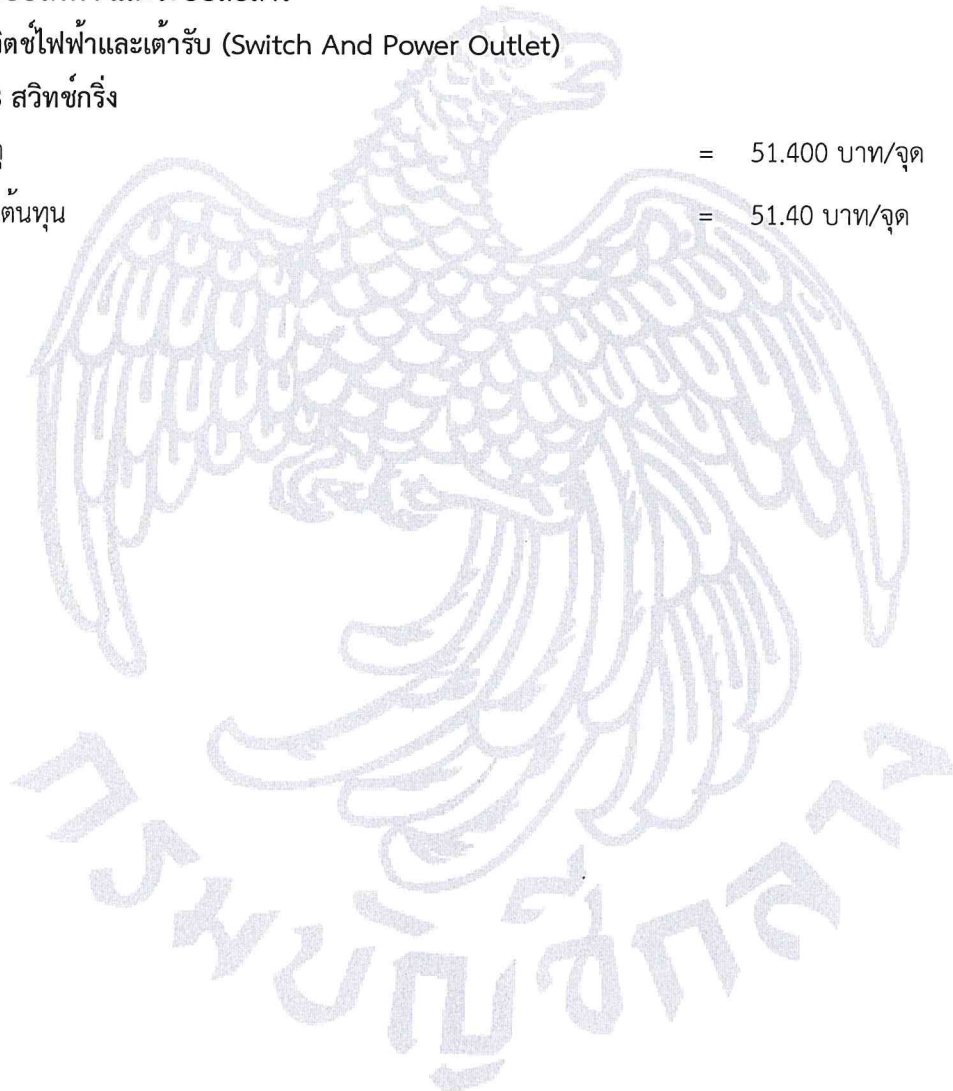 ิตช์ไฟฟ้าและเต้ารับ (Switch And Power Outlet)
สวิทช์กริ่ง
= 51.400 บาท/จุด
ต้นทุน = 51.40 บาท/จุด
กรมบัญชีกลาง